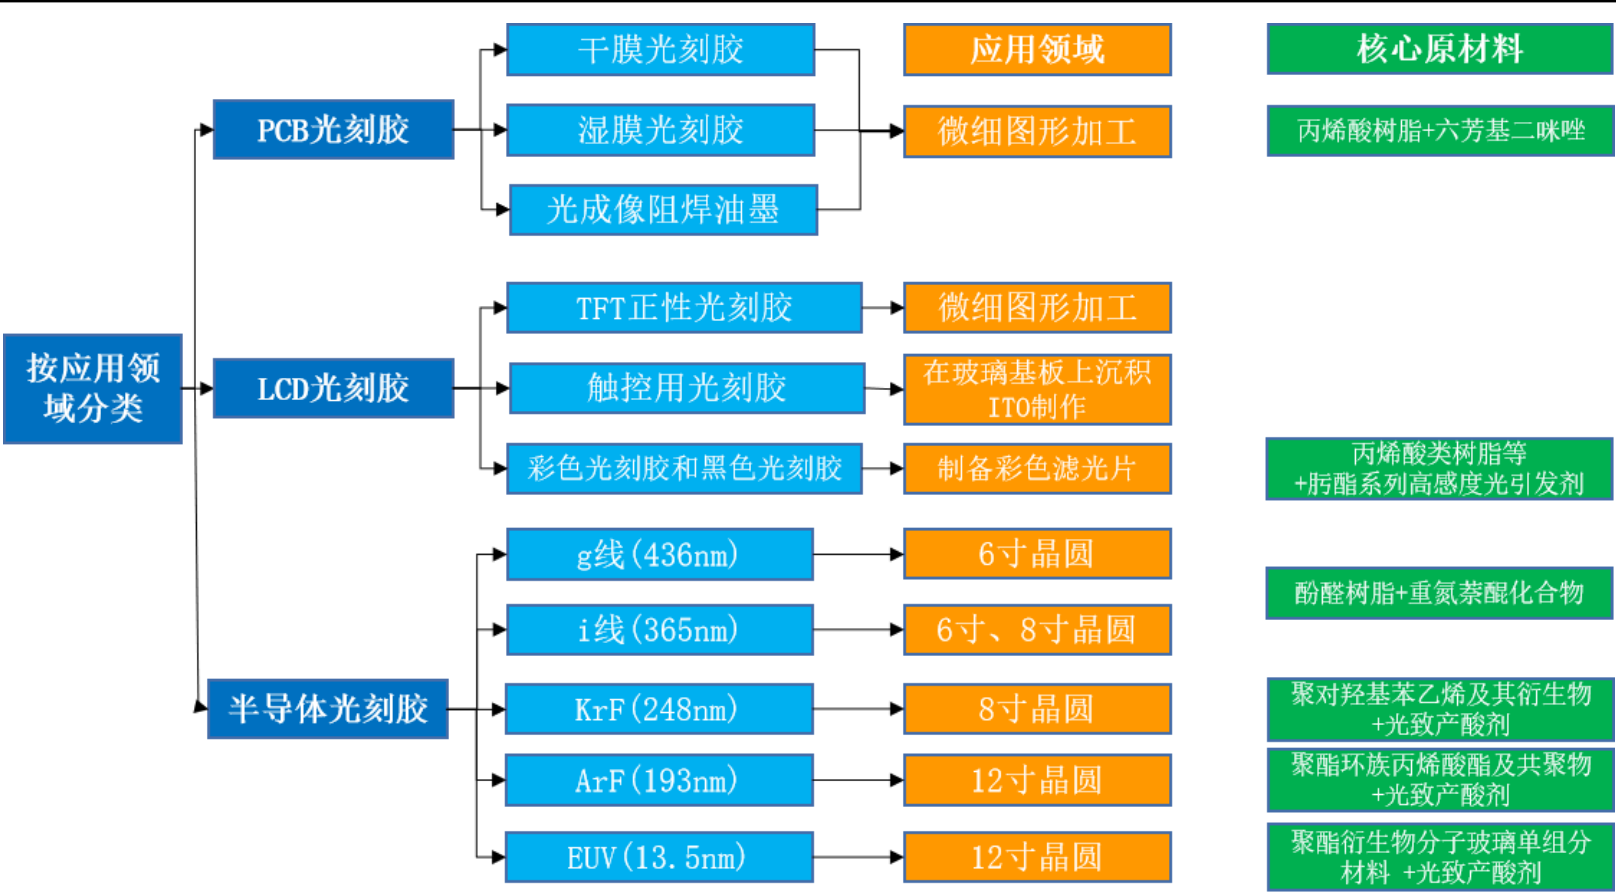 干膜光刻胶
应用领域
核心原材料
PCB光刻胶
湿膜光刻胶
微细图形加工
丙烯酸树脂+六芳基二咪唑
光成像阻焊油墨
TFT正性光刻胶
微细图形加工
按应用领
域分类
LCD光刻胶
触控用光刻胶
在玻璃基板上沉积
ITO制作
彩色光刻胶和黑色光刻胶
制备彩色滤光片
丙烯酸类树脂等
+肟酯系列高感度光引发剂
g线(436nm)
6寸晶圆
酚醛树脂+重氮萘醌化合物
i线(365nm)
6寸、8寸晶圆
半导体光刻胶
KrF(248nm)
8寸晶圆
聚对羟基苯乙烯及其衍生物
+光致产酸剂
ArF(193nm)
12寸晶圆
聚酯环族丙烯酸酯及共聚物
+光致产酸剂
EUV(13.5nm)
12寸晶圆
聚酯衍生物分子玻璃单组分
材料 +光致产酸剂